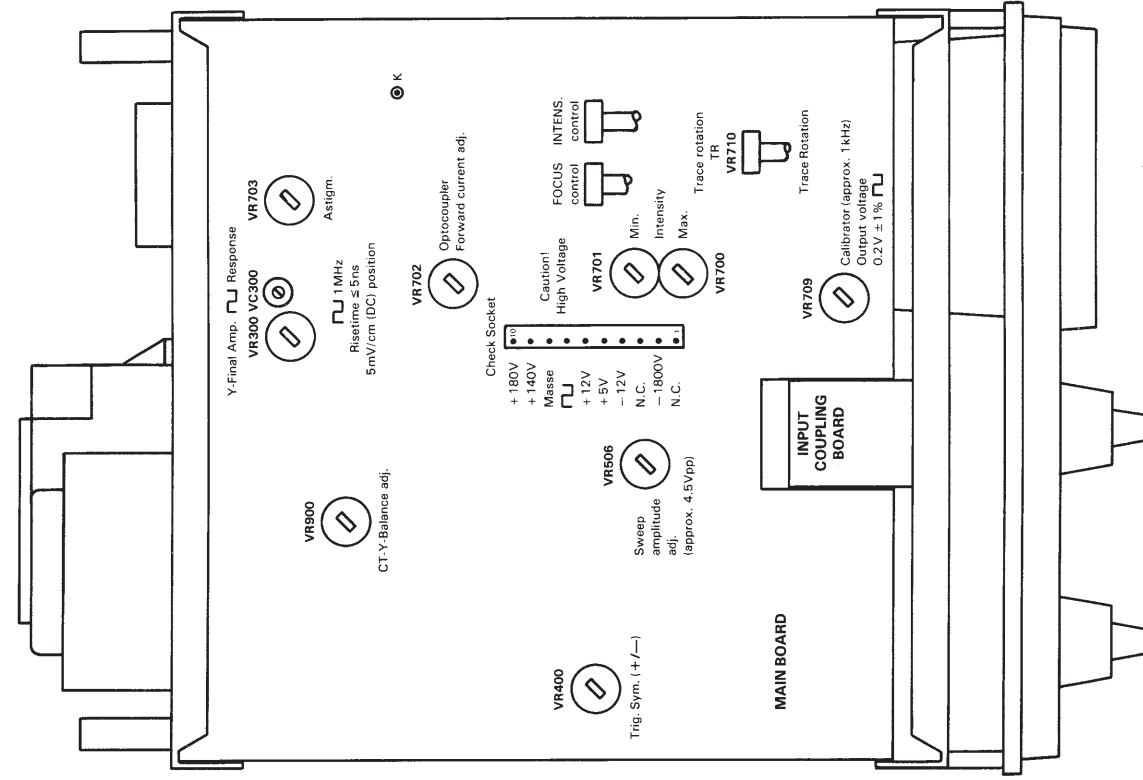 Y-Final Amp. ⊓⊔ Response
VR300 VC300
⊓⊔ 1MHz
Risetime ≦ 5ns
5mV/cm (DC) position
VR703
Astigm.
K
VR702
Optocoupler
Forward current adj.
INTENS.
control
FOCUS
control
Trace rotation
TR
VR710
Trace Rotation
VR701
Min.
Intensity
Max.
VR700
Caution!
High Voltage
Check Socket
10
1
+180V
+140V
Masse
⊓⊔
+12V
+5V
−12V
N.C.
−1800V
N.C.
VR709
Calibrator (approx. 1kHz)
Output voltage
0.2V ±1% ⊓⊔
VR900
CT-Y-Balance adj.
VR506
Sweep
amplitude
adj.
(approx. 4.5Vpp)
INPUT
COUPLING
BOARD
VR400
Trig. Sym. (+/—)
MAIN BOARD